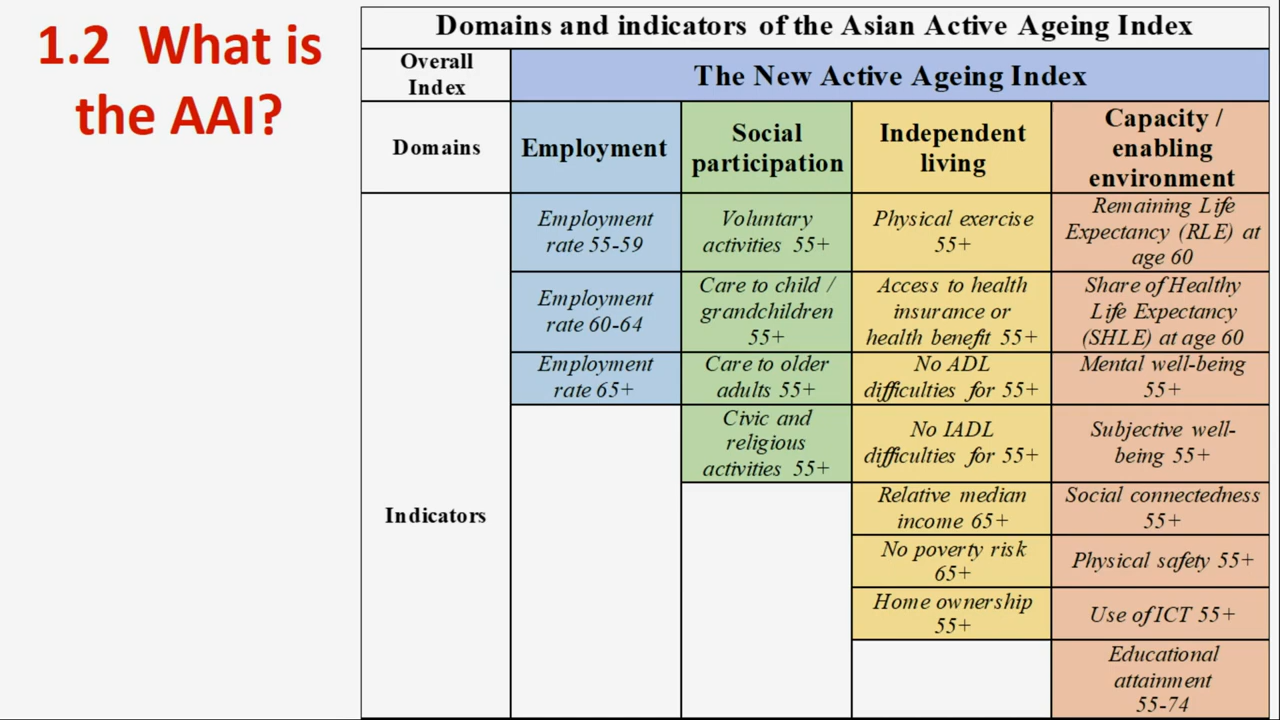 1.2 What is
the AAI?
Domains and indicators of the Asian Active Ageing Index
Overall
Index
The New Active Ageing Index
Domains
Employment
Social
participation
Independent
living
Capacity /
enabling
environment
Indicators
Employment
rate 55-59
Voluntary
activities 55+
Physical exercise
55+
Remaining Life
Expectancy (RLE) at
age 60
Employment
rate 60-64
Care to child /
grandchildren
55+
Access to health
insurance or
health benefit 55+
Share of Healthy
Life Expectancy
(SHLE) at age 60
Employment
rate 65+
Care to older
adults 55+
No ADL
difficulties for 55+
Mental well-being
55+
Civic and
religious
activities 55+
No IADL
difficulties for 55+
Subjective well-
being 55+
Relative median
income 65+
Social connectedness
55+
No poverty risk
65+
Physical safety 55+
Home ownership
55+
Use of ICT 55+
Educational
attainment
55-74